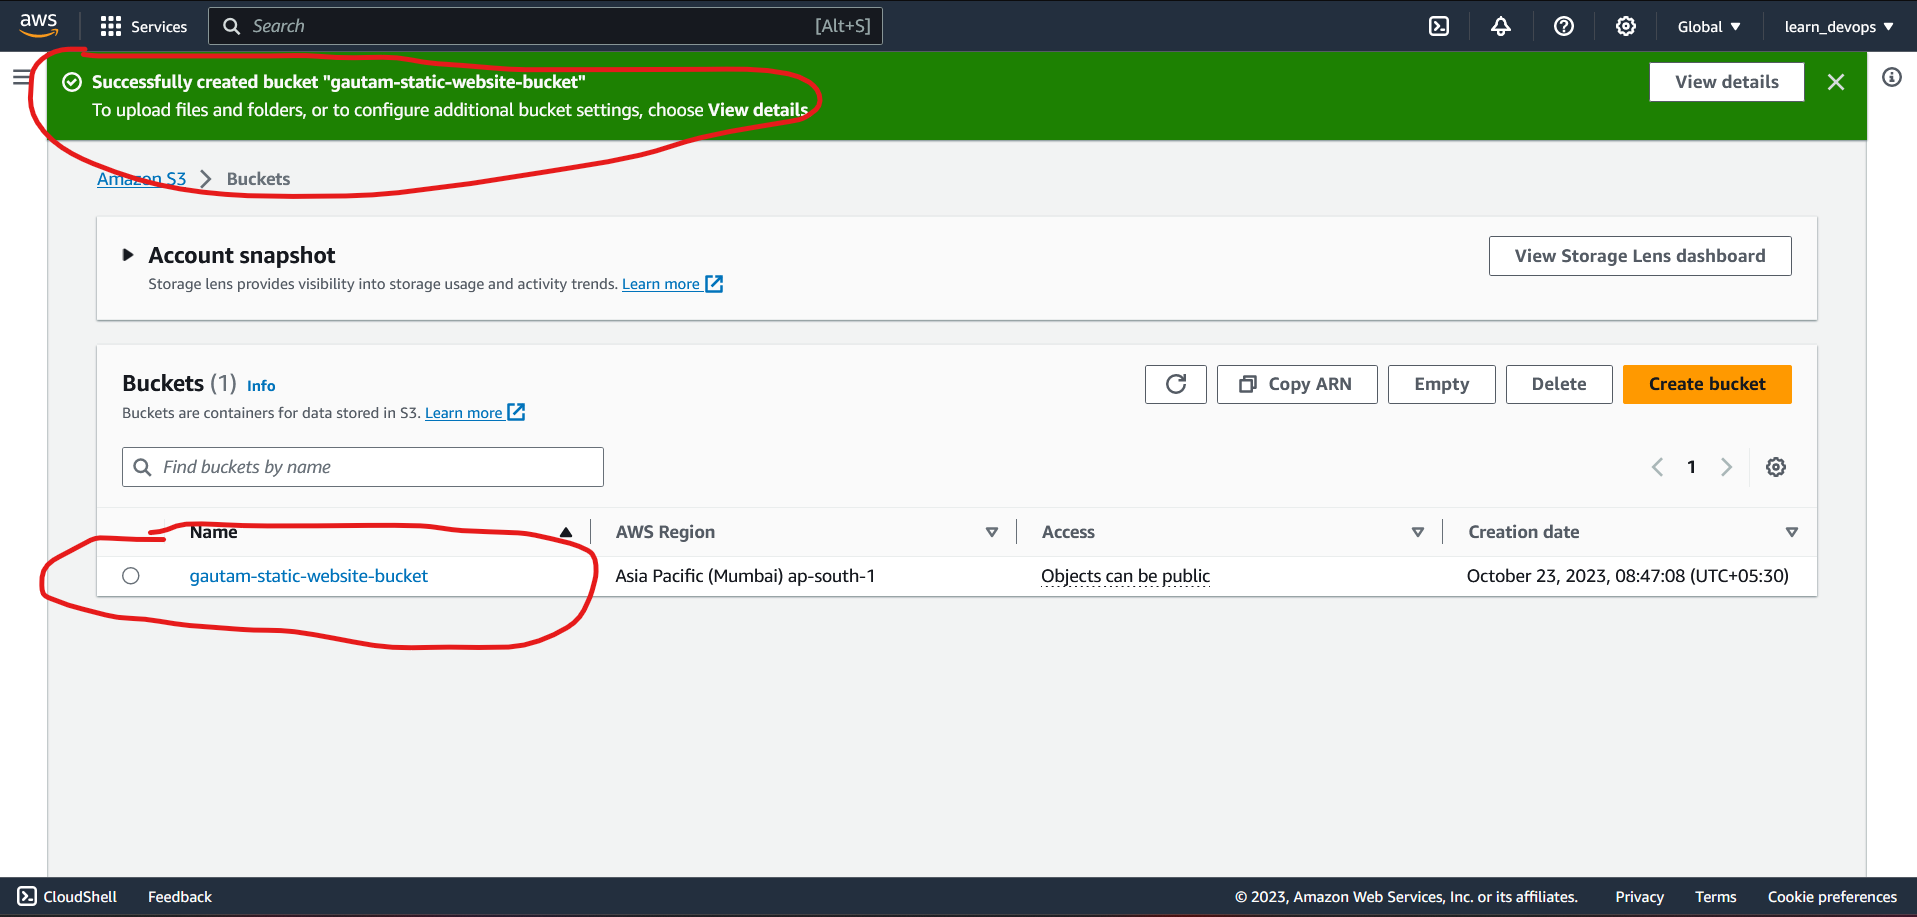 aws Services Search [Alt+S] Global learn_devops
Successfully created bucket "gautam-static-website-bucket"
To upload files and folders, or to configure additional bucket settings, choose View details.
View details
Amazon S3 Buckets
Account snapshot
Storage lens provides visibility into storage usage and activity trends. Learn more
View Storage Lens dashboard
Buckets (1) Info
Buckets are containers for data stored in S3. Learn more
Copy ARN Empty Delete Create bucket
Find buckets by name
1
Name AWS Region Access Creation date
gautam-static-website-bucket Asia Pacific (Mumbai) ap-south-1 Objects can be public October 23, 2023, 08:47:08 (UTC+05:30)
CloudShell Feedback © 2023, Amazon Web Services, Inc. or its affiliates. Privacy Terms Cookie preferences